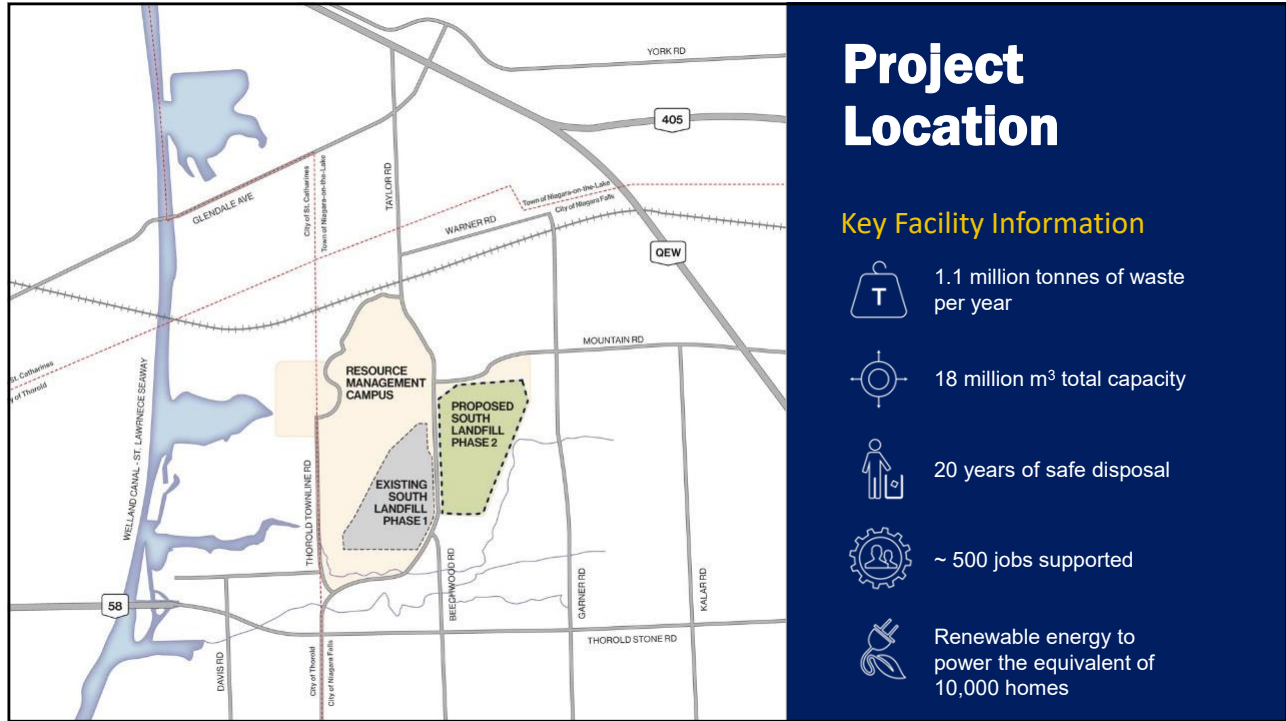 YORK RD
405
TAYLOR RD
City of St. Catharines
Town of Niagara-on-the-Lake
GLENDALE AVE
Town of Niagara-on-the-Lake
City of Niagara Falls
WARNER RD
QEW
MOUNTAIN RD
St. Catharines
y of Thorold
WELLAND CANAL - ST. LAWRNECE SEAWAY
RESOURCE
MANAGEMENT
CAMPUS
PROPOSED
SOUTH
LANDFILL
PHASE 2
EXISTING
SOUTH
LANDFILL
PHASE 1
THOROLD TOWNLINE RD
BEECHWOOD RD
GARNER RD
KALAR RD
58
THOROLD STONE RD
DAVIS RD
City of Thorold
City of Niagara Falls
Project
Location
Key Facility Information
T
1.1 million tonnes of waste
per year
18 million m³ total capacity
20 years of safe disposal
~ 500 jobs supported
Renewable energy to
power the equivalent of
10,000 homes